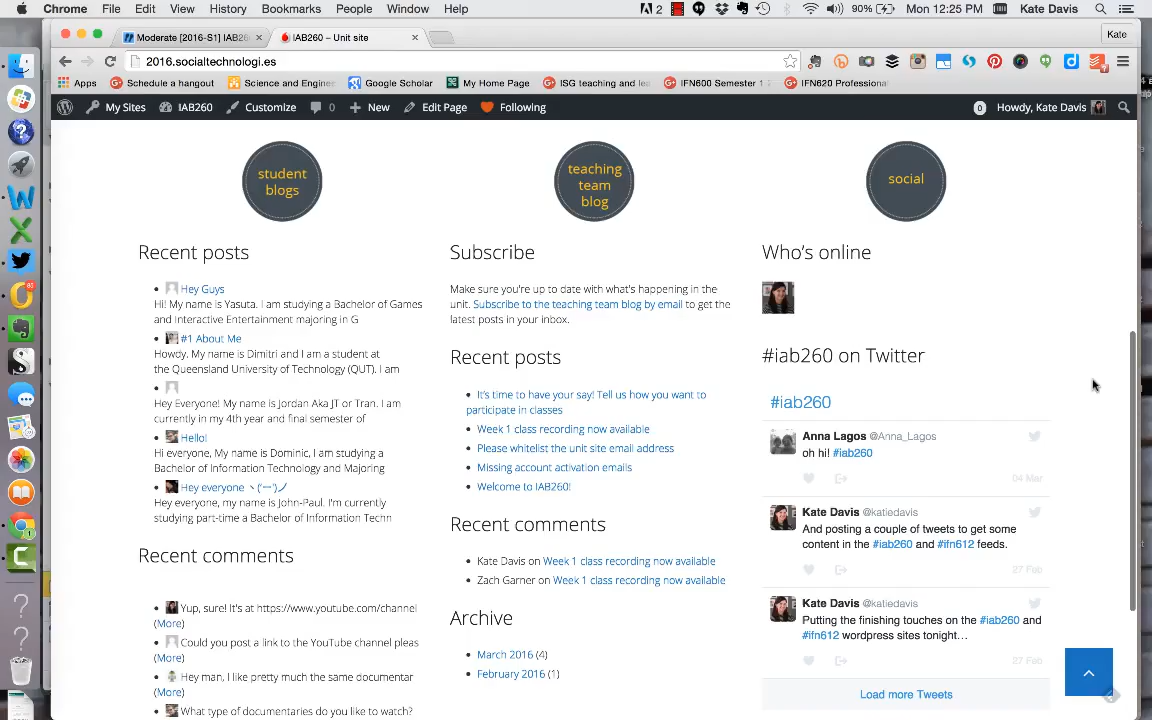 Chrome File Edit View History Bookmarks People Window Help 2 90% Mon 12:25 PM Kate Davis
Moderate [2016-S1] IAB26 IAB260 – Unit site Kate
2016.socialtechnologi.es
Apps Schedule a hangout Science and Engine Google Scholar My Home Page ISG teaching and lea IFN600 Semester 1 IFN620 Professional
My Sites IAB260 Customize 0 New Edit Page Following 0 Howdy, Kate Davis
student
blogs
Recent posts
Hey Guys
Hi! My name is Yasuta. I am studying a Bachelor of Games
and Interactive Entertainment majoring in G
#1 About Me
Howdy. My name is Dimitri and I am a student at
the Queensland University of Technology (QUT). I am
Hey Everyone! My name is Jordan Aka JT or Tran. I am
currently in my 4th year and final semester of
Hello!
Hi everyone, My name is Dominic, I am studying a
Bachelor of Information Technology and Majoring
Hey everyone ヽ(´ー`)ノ
Hey everyone, my name is John-Paul. I'm currently
studying part-time a Bachelor of Information Techn
Recent comments
Yup, sure! It's at https://www.youtube.com/channel
(More)
Could you post a link to the YouTube channel pleas
(More)
Hey man, I like pretty much the same documentar
(More)
What type of documentaries do you like to watch?
teaching
team
blog
Subscribe
Make sure you're up to date with what's happening in the
unit. Subscribe to the teaching team blog by email to get the
latest posts in your inbox.
Recent posts
It's time to have your say! Tell us how you want to
participate in classes
Week 1 class recording now available
Please whitelist the unit site email address
Missing account activation emails
Welcome to IAB260!
Recent comments
Kate Davis on Week 1 class recording now available
Zach Garner on Week 1 class recording now available
Archive
March 2016 (4)
February 2016 (1)
social
Who's online
#iab260 on Twitter
#iab260
Anna Lagos @Anna_Lagos
oh hi! #iab260
04 Mar
Kate Davis @katiedavis
And posting a couple of tweets to get some
content in the #iab260 and #ifn612 feeds.
27 Feb
Kate Davis @katiedavis
Putting the finishing touches on the #iab260 and
#ifn612 wordpress sites tonight…
27 Feb
Load more Tweets